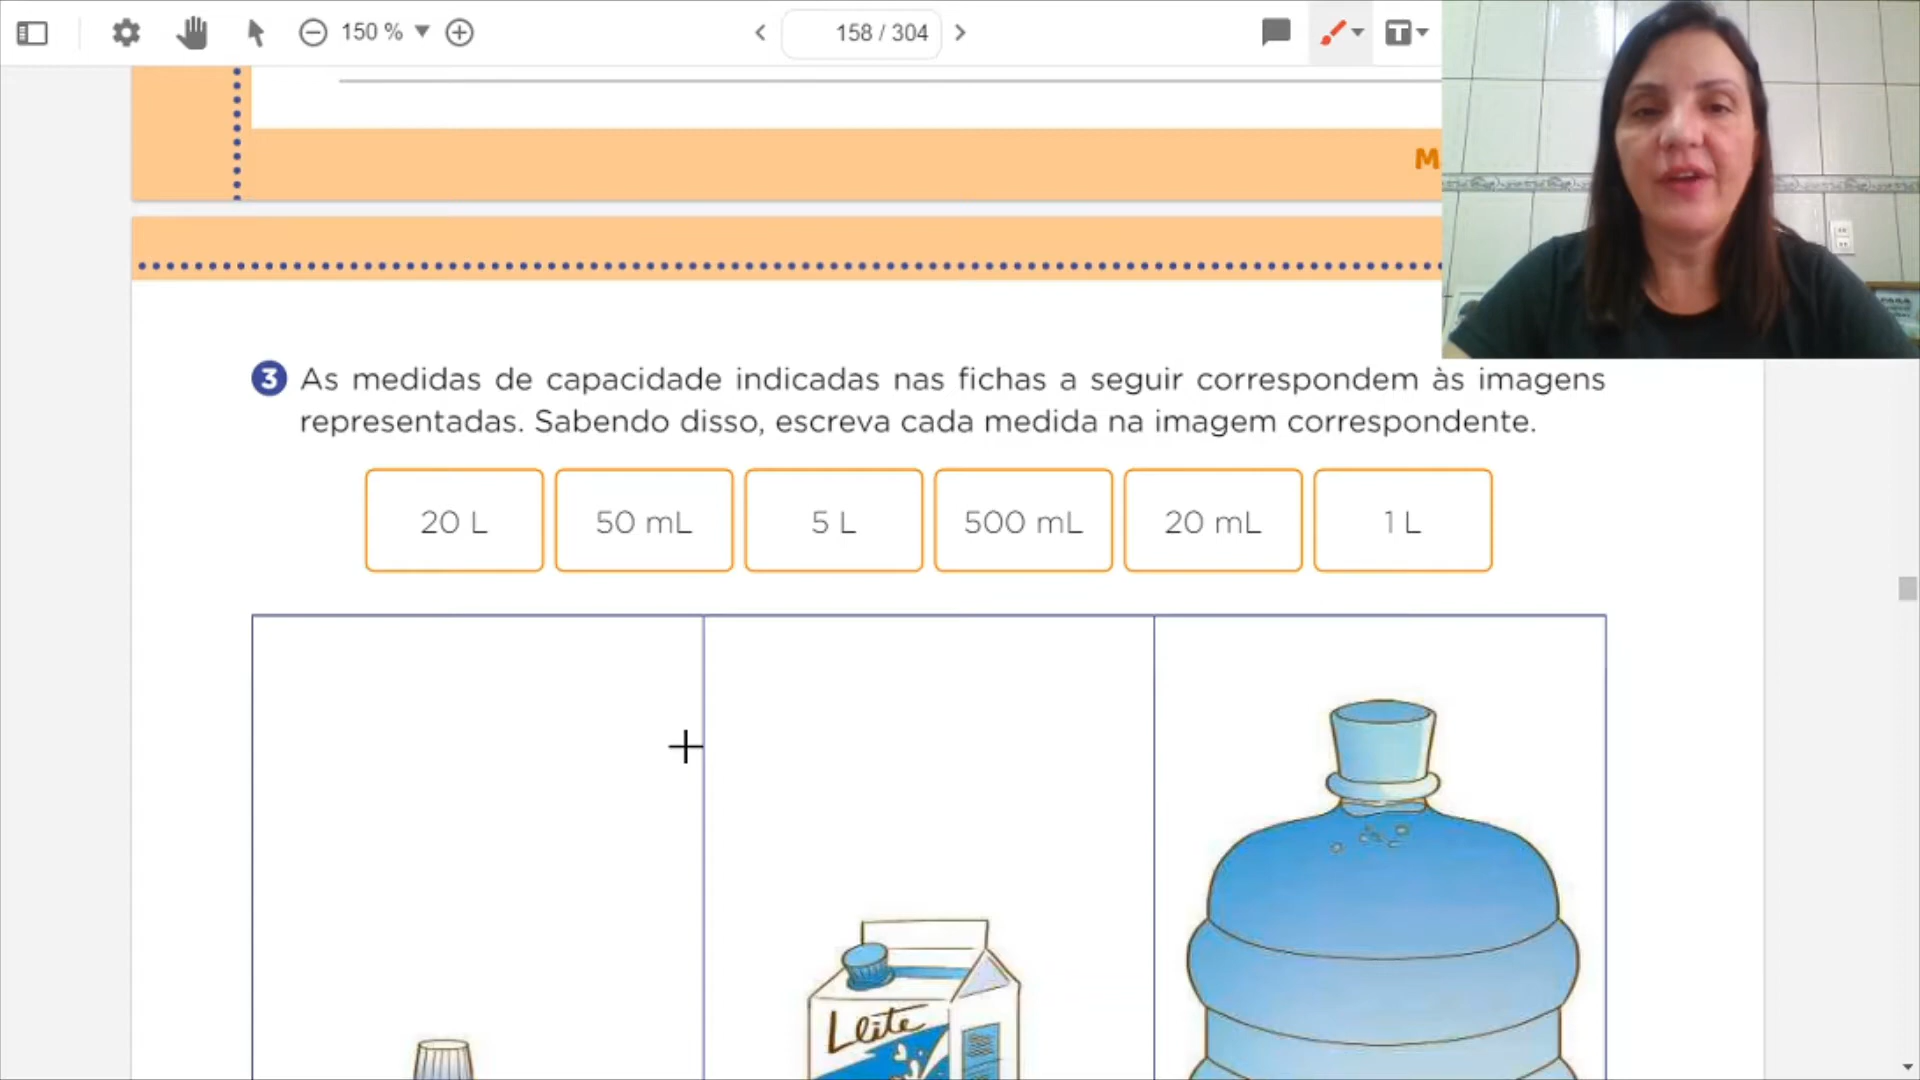 150 %
158 / 304
T
M
3 As medidas de capacidade indicadas nas fichas a seguir correspondem às imagens
representadas. Sabendo disso, escreva cada medida na imagem correspondente.
20 L
50 mL
5 L
500 mL
20 mL
1 L
Lleite